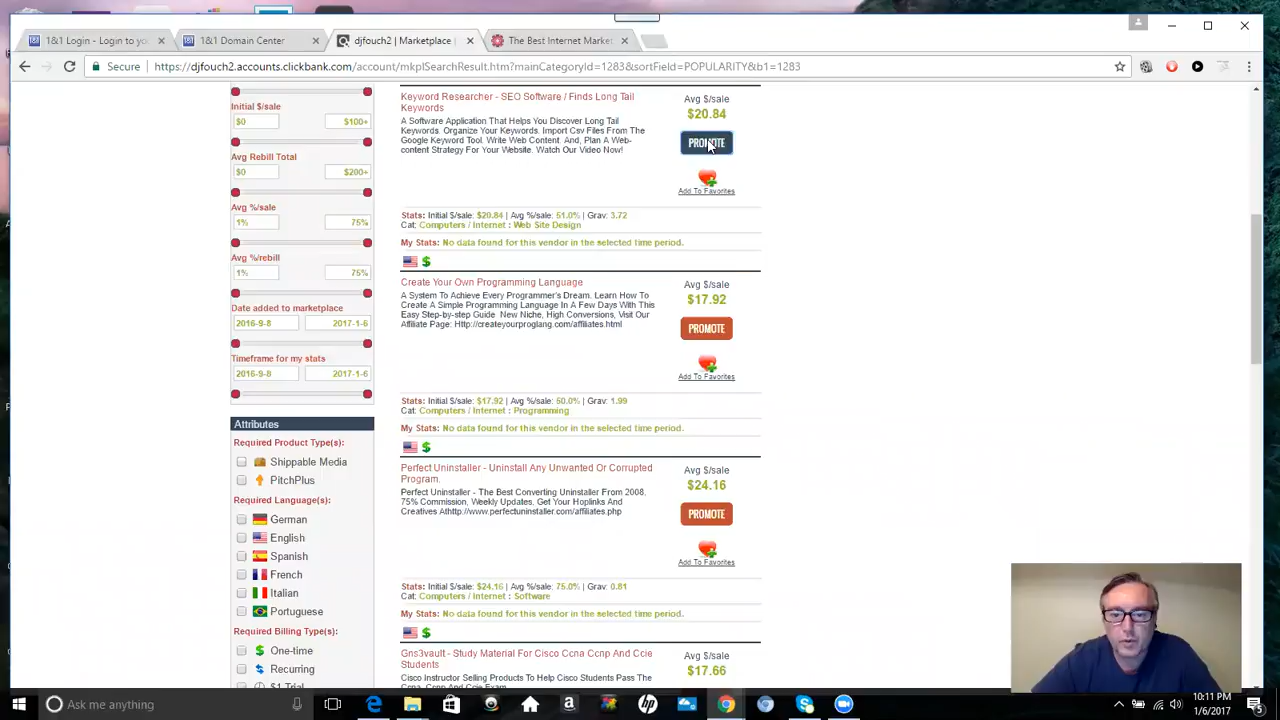 1&1 Login - Login to yo
1&1 Domain Center
djfouch2 | Marketplace |
The Best Internet Market
Secure
https://djfouch2.accounts.clickbank.com/account/mkplSearchResult.htm?mainCategoryId=1283&sortField=POPULARITY&b1=1283
Initial $/sale
$0
$100+
Avg Rebill Total
$0
$200+
Avg %/sale
1%
75%
Avg %/rebill
1%
75%
Date added to marketplace
2016-9-8
2017-1-6
Timeframe for my stats
2016-9-8
2017-1-6
Attributes
Required Product Type(s):
Shippable Media
PitchPlus
Required Language(s):
German
English
Spanish
French
Italian
Portuguese
Required Billing Type(s):
One-time
Recurring
$1 Trial
Keyword Researcher - SEO Software / Finds Long Tail
Keywords
A Software Application That Helps You Discover Long Tail
Keywords. Organize Your Keywords. Import Csv Files From The
Google Keyword Tool. Write Web Content. And, Plan A Web-
content Strategy For Your Website. Watch Our Video Now!
Avg $/sale
$20.84
PROMOTE
Add To Favorites
Stats: Initial $/sale: $20.84 | Avg %/sale: 51.0% | Grav: 3.72
Cat: Computers / Internet : Web Site Design
My Stats: No data found for this vendor in the selected time period.
Create Your Own Programming Language
A System To Achieve Every Programmer's Dream. Learn How To
Create A Simple Programming Language In A Few Days With This
Easy Step-by-step Guide New Niche, High Conversions, Visit Our
Affiliate Page: Http://createyourproglang.com/affiliates.html
Avg $/sale
$17.92
PROMOTE
Add To Favorites
Stats: Initial $/sale: $17.92 | Avg %/sale: 50.0% | Grav: 1.99
Cat: Computers / Internet : Programming
My Stats: No data found for this vendor in the selected time period.
Perfect Uninstaller - Uninstall Any Unwanted Or Corrupted
Program.
Perfect Uninstaller - The Best Converting Uninstaller From 2008,
75% Commission, Weekly Updates, Get Your Hoplinks And
Creatives Athttp://www.perfectuninstaller.com/affiliates.php
Avg $/sale
$24.16
PROMOTE
Add To Favorites
Stats: Initial $/sale: $24.16 | Avg %/sale: 75.0% | Grav: 0.81
Cat: Computers / Internet : Software
My Stats: No data found for this vendor in the selected time period.
Gns3vault - Study Material For Cisco Ccna Ccnp And Ccie
Students
Cisco Instructor Selling Products To Help Cisco Students Pass The
Ccna, Ccnp And Ccie Exam
Avg $/sale
$17.66
Ask me anything
10:11 PM
1/6/2017